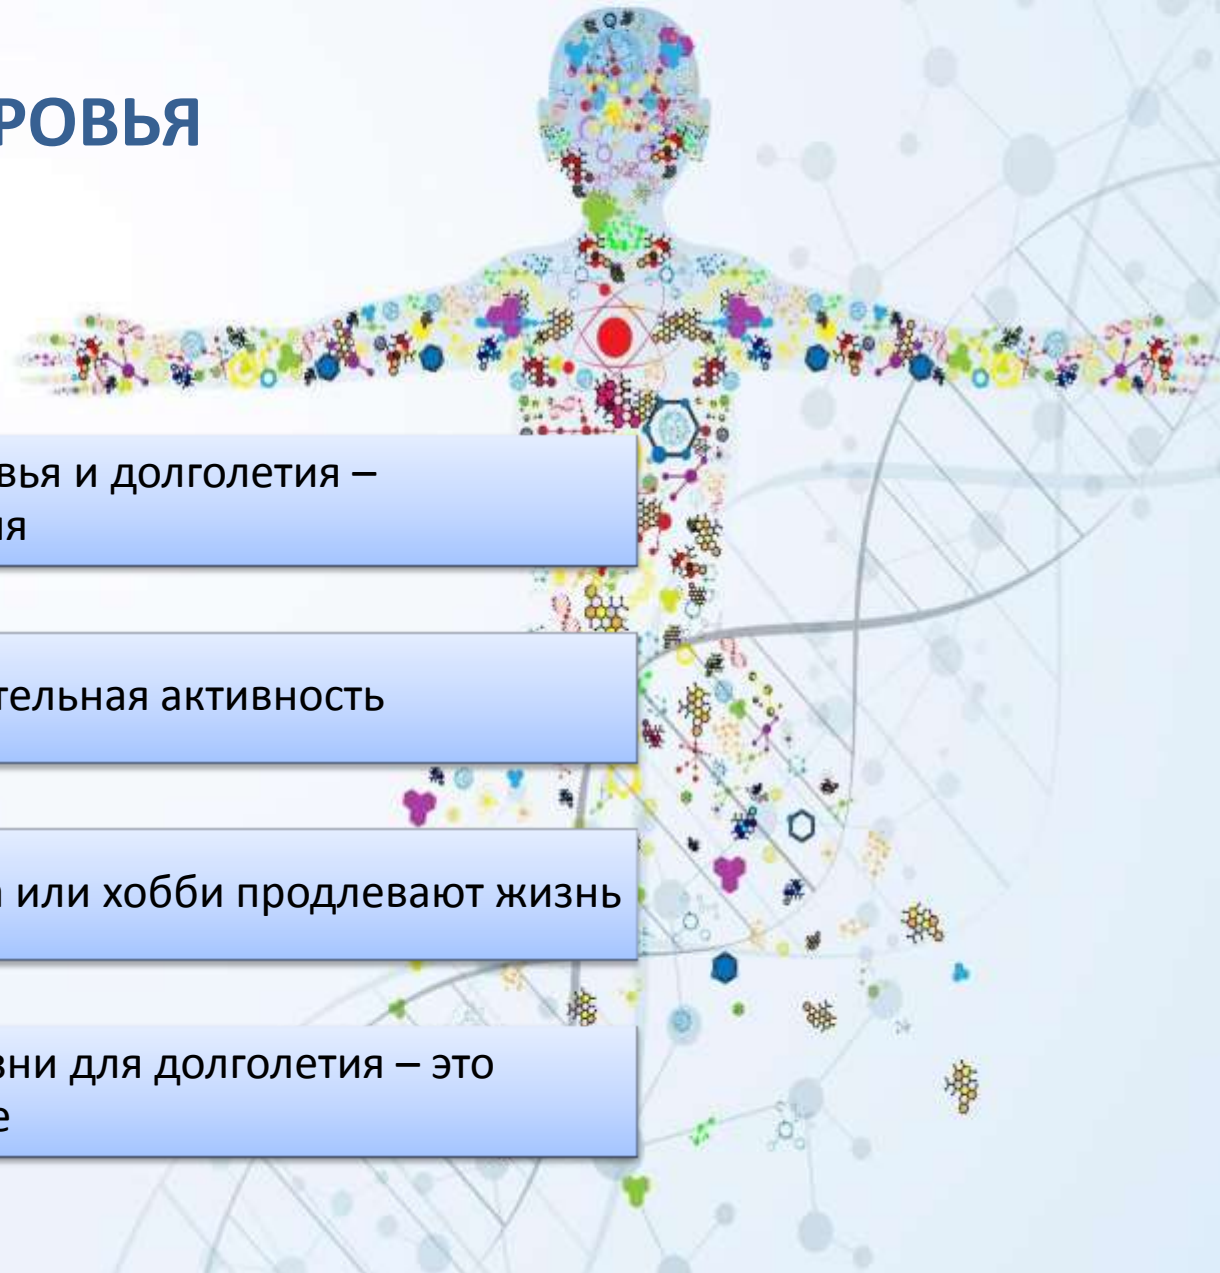 РОВЬЯ
вья и долголетия –
ия
тельная активность
или хобби продлевают жизнь
зни для долголетия – это
е